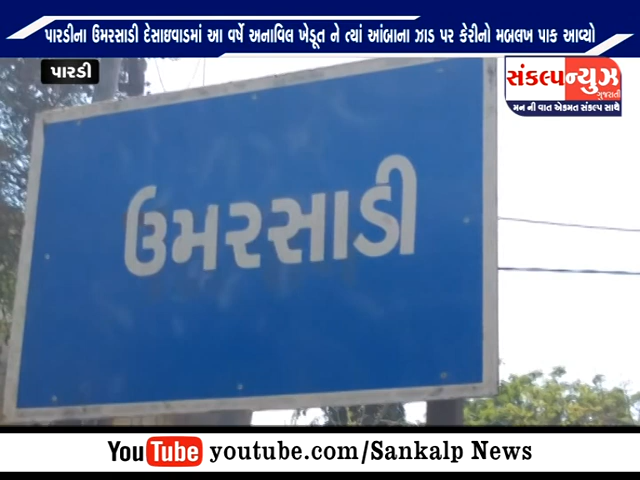 પારડીના ઉમરસાડી દેસાઇવાડમાં આ વર્ષે અનાવિલ ખેડૂત ને ત્યાં આંબાના ઝાડ પર કેરીનો મબલખ પાક આવ્યો
પારડી
સંકલ્પન્યુઝ
ગુજરાતી
મન ની વાત એકમત સંકલ્પ સાથે
ઉમરસાડી
YouTube youtube.com/Sankalp News